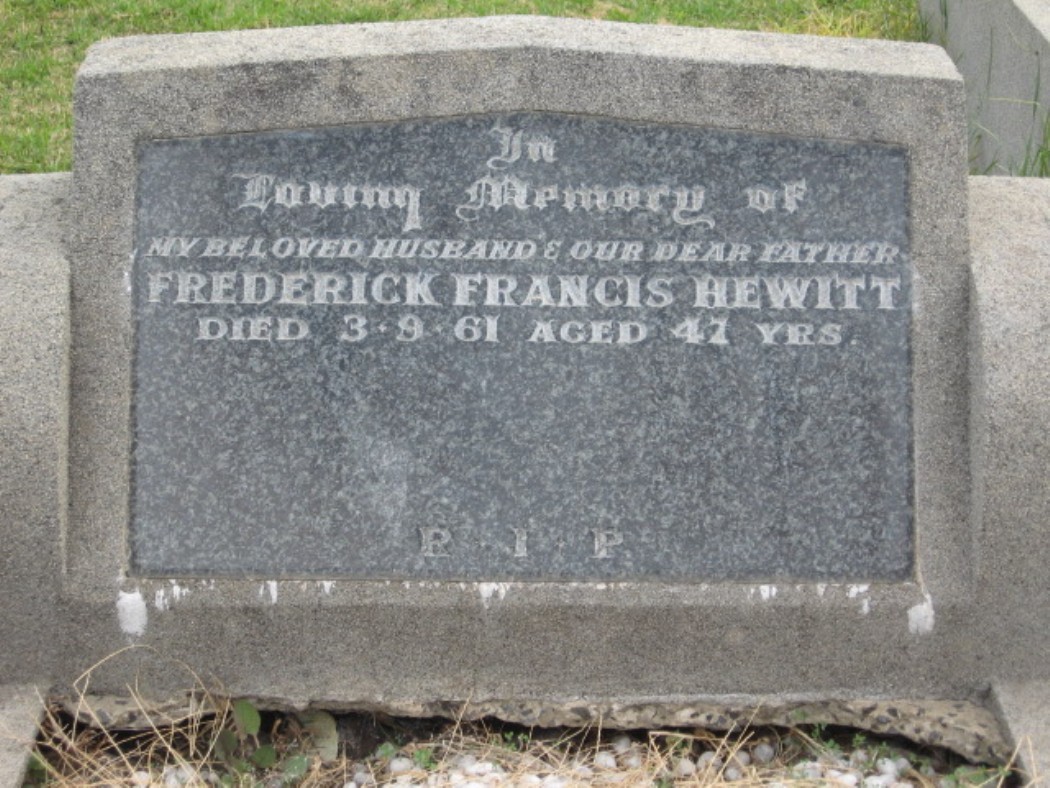 In
Loving Memory of
MY BELOVED HUSBAND & OUR DEAR FATHER
FREDERICK FRANCIS HEWITT
DIED 3·9·61 AGED 47 YRS.
R · I · P